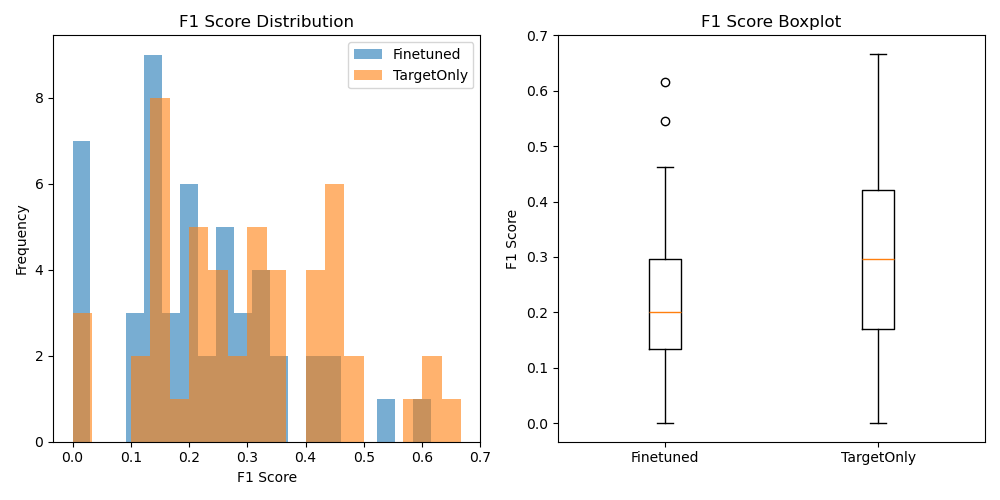 F1 Score Distribution
Finetuned
TargetOnly
Frequency
8
6
4
2
0
0.0 0.1 0.2 0.3 0.4 0.5 0.6 0.7
F1 Score
F1 Score Boxplot
F1 Score
0.7
0.6
0.5
0.4
0.3
0.2
0.1
0.0
Finetuned TargetOnly